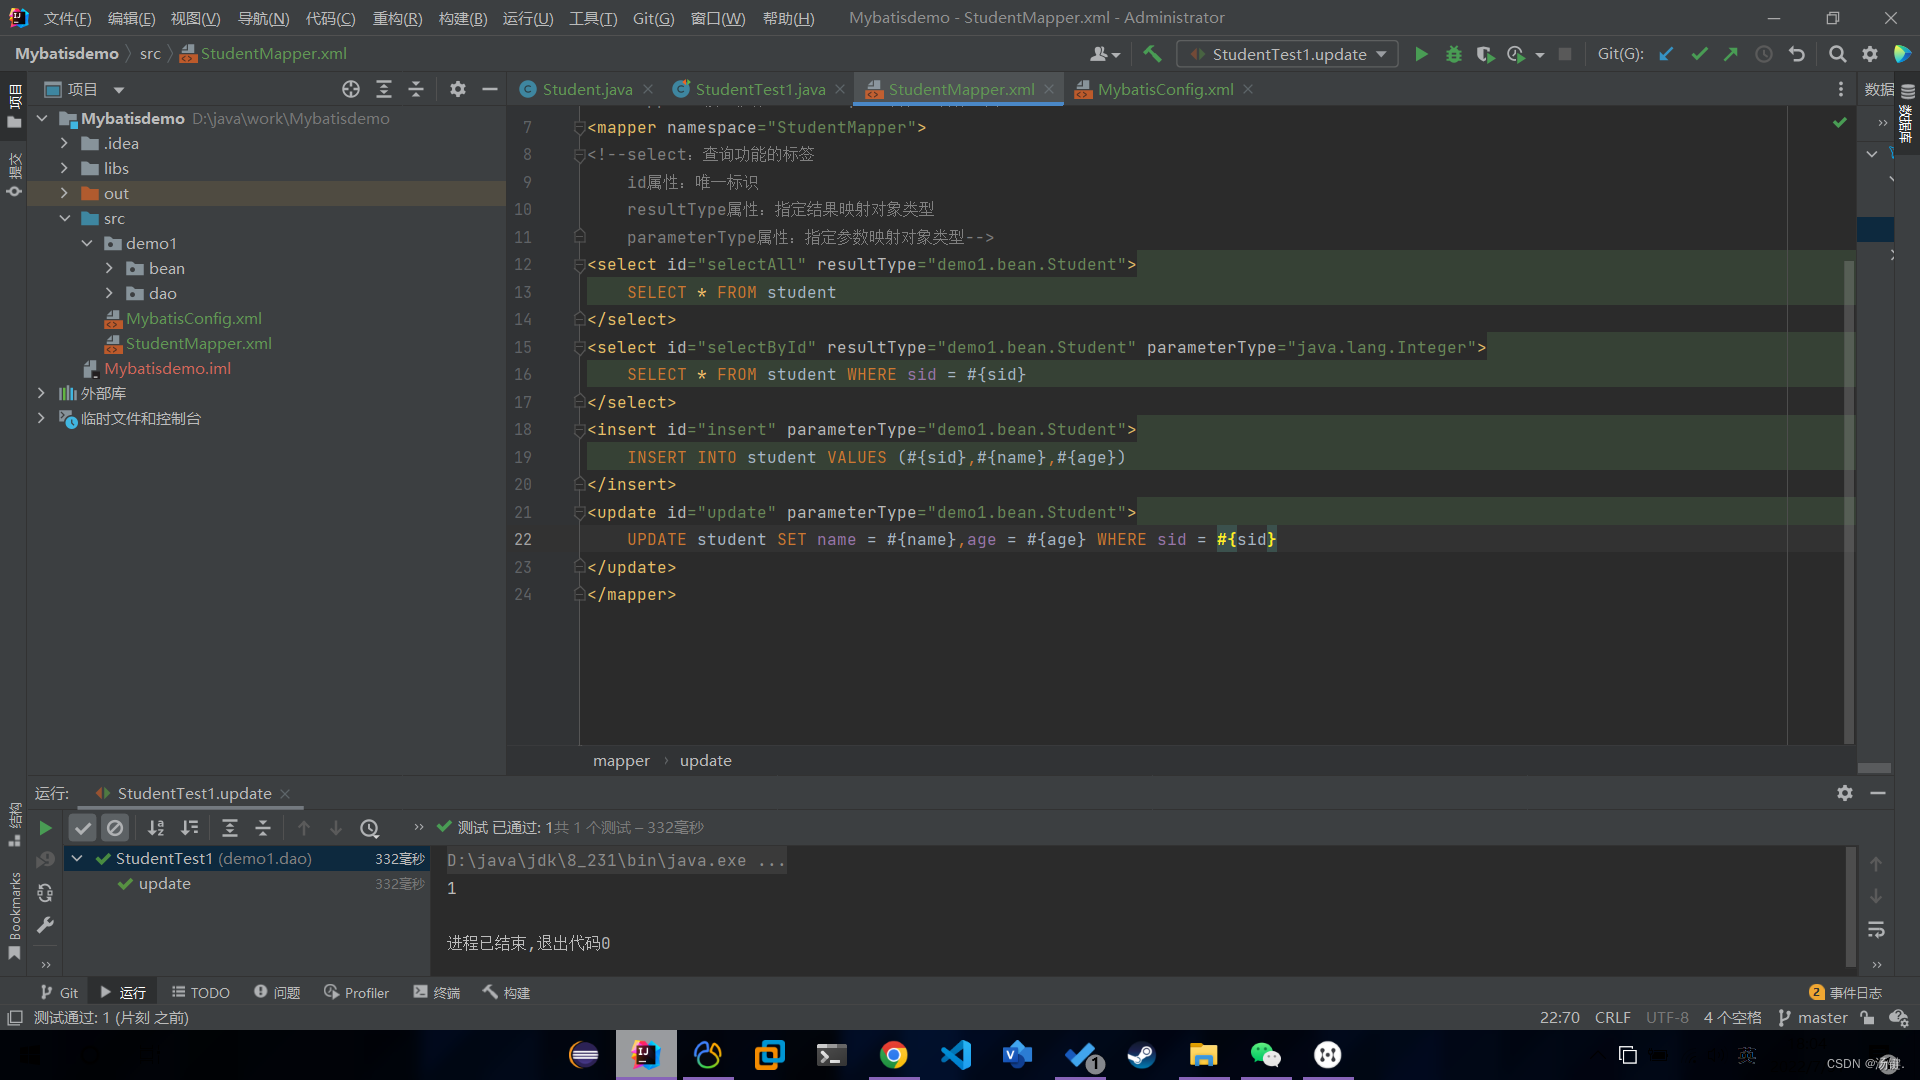 文件(F) 编辑(E) 视图(V) 导航(N) 代码(C) 重构(R) 构建(B) 运行(U) 工具(T) Git(G) 窗口(W) 帮助(H) Mybatisdemo - StudentMapper.xml - Administrator
Mybatisdemo src StudentMapper.xml StudentTest1.update Git(G):
项目 Student.java StudentTest1.java StudentMapper.xml MybatisConfig.xml 数据
项目
提交
结构
Bookmarks
数据库
Mybatisdemo D:\java\work\Mybatisdemo
.idea
libs
out
src
demo1
bean
dao
MybatisConfig.xml
StudentMapper.xml
Mybatisdemo.iml
外部库
临时文件和控制台
7 <mapper namespace="StudentMapper">
8 <!--select：查询功能的标签
9 id属性：唯一标识
10 resultType属性：指定结果映射对象类型
11 parameterType属性：指定参数映射对象类型-->
12 <select id="selectAll" resultType="demo1.bean.Student">
13 SELECT * FROM student
14 </select>
15 <select id="selectById" resultType="demo1.bean.Student" parameterType="java.lang.Integer">
16 SELECT * FROM student WHERE sid = #{sid}
17 </select>
18 <insert id="insert" parameterType="demo1.bean.Student">
19 INSERT INTO student VALUES (#{sid},#{name},#{age})
20 </insert>
21 <update id="update" parameterType="demo1.bean.Student">
22 UPDATE student SET name = #{name},age = #{age} WHERE sid = #{sid}
23 </update>
24 </mapper>
mapper update
运行: StudentTest1.update
测试 已通过: 1共 1 个测试 – 332毫秒
StudentTest1 (demo1.dao) 332毫秒
update 332毫秒
D:\java\jdk\8_231\bin\java.exe ...
1
进程已结束,退出代码0
Git 运行 TODO 问题 Profiler 终端 构建 2 事件日志
测试通过: 1 (片刻 之前) 22:70 CRLF UTF-8 4 个空格 master
1 英
CSDN @汤键.